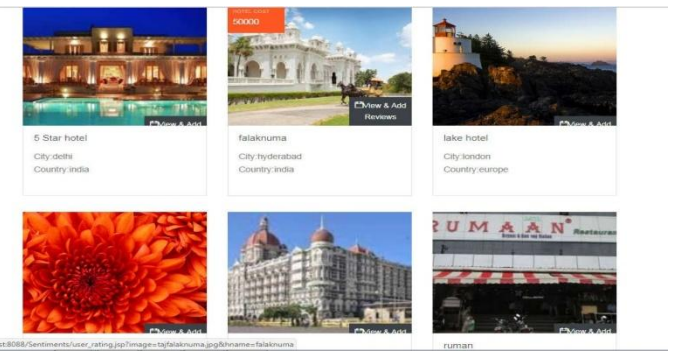 HOTEL COST
50000
View & Add
View & Add
Reviews
View & Add
5 Star hotel
falaknuma
lake hotel
City:delhi
City:hyderabad
City:london
Country:india
Country:india
Country:europe
RUMAAN®
Restaurant
View & Add
View & Add
View & Add
st:8088/Sentiments/user_rating.jsp?image=tajfalaknuma.jpg&hname=falaknuma
ruman